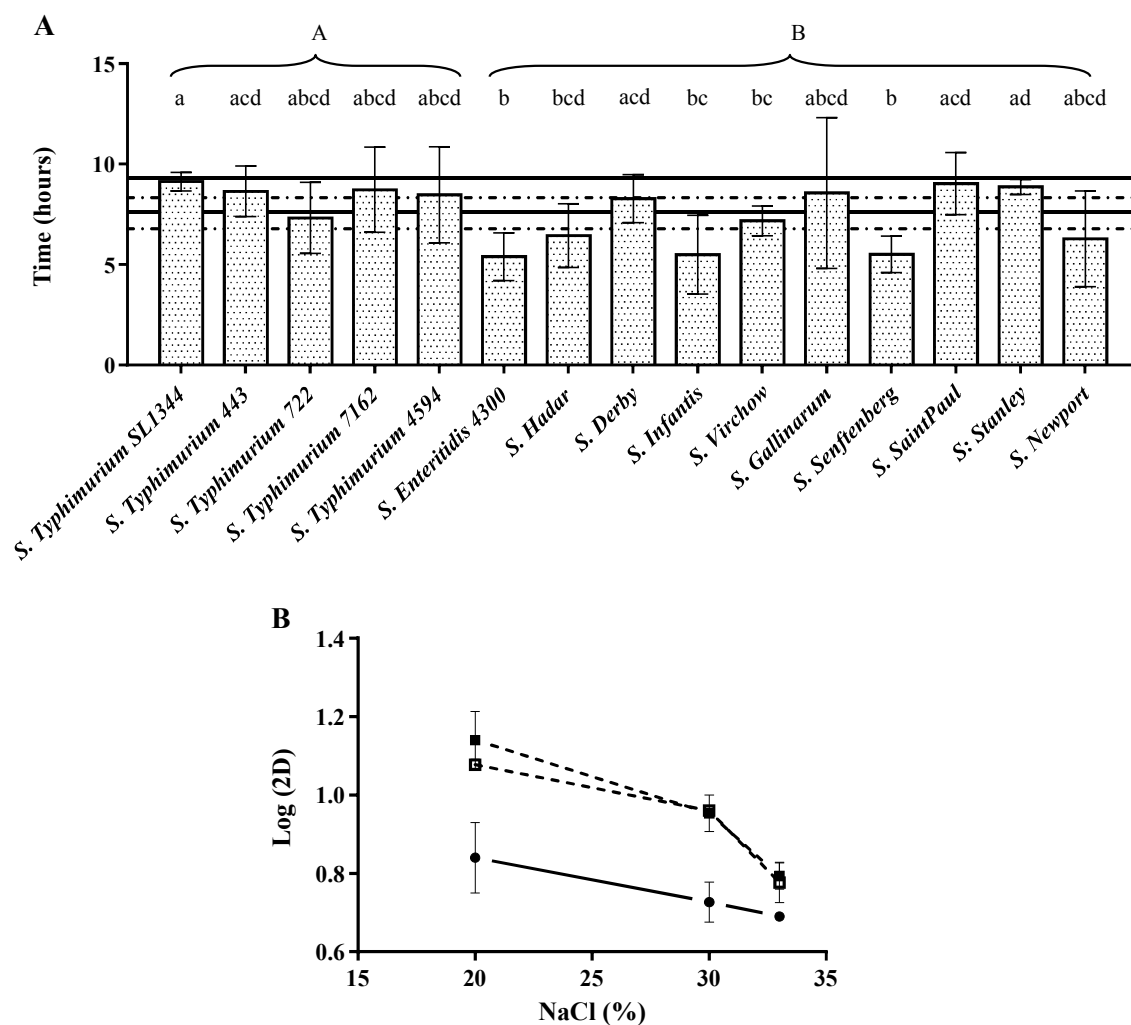 A
A B
15
a acd abcd abcd abcd b bcd acd bc bc abcd b acd ad abcd
10
5
0
Time (hours)
S. Typhimurium SL1344
S. Typhimurium 443
S. Typhimurium 722
S. Typhimurium 7162
S. Typhimurium 4594
S. Enteritidis 4300
S. Hadar
S. Derby
S. Infantis
S. Virchow
S. Gallinarum
S. Senftenberg
S. SaintPaul
S: Stanley
S. Newport
B
1.4
1.2
1.0
0.8
0.6
Log (2D)
15 20 25 30 35
NaCl (%)